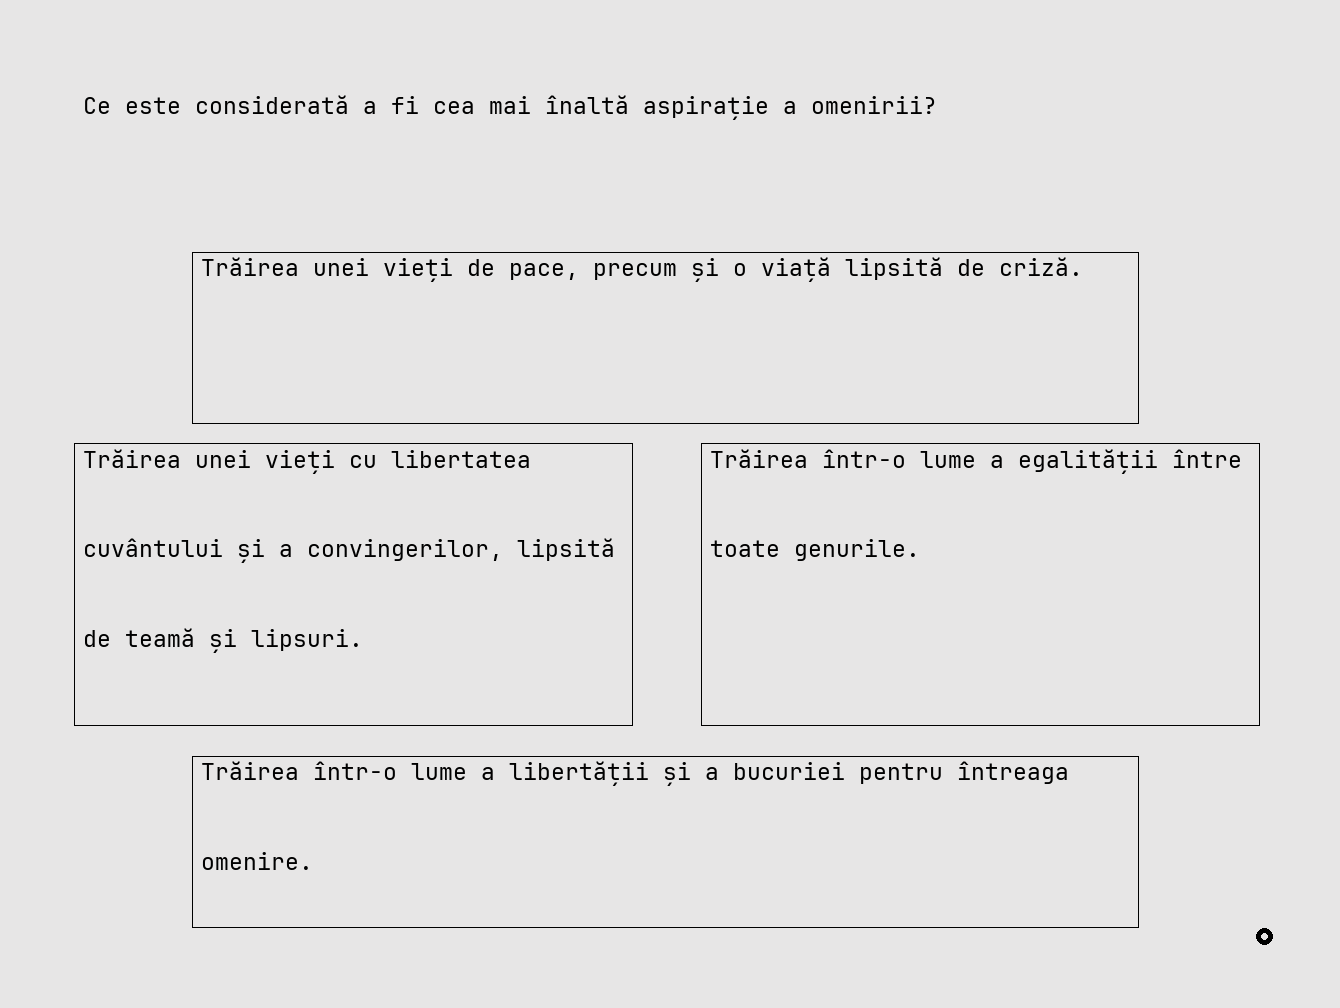 Ce este considerată a fi cea mai înaltă aspirație a omenirii?
Trăirea unei vieți de pace, precum și o viață lipsită de criză.
Trăirea unei vieți cu libertatea
cuvântului și a convingerilor, lipsită
de teamă și lipsuri.
Trăirea într-o lume a egalității între
toate genurile.
Trăirea într-o lume a libertății și a bucuriei pentru întreaga
omenire.